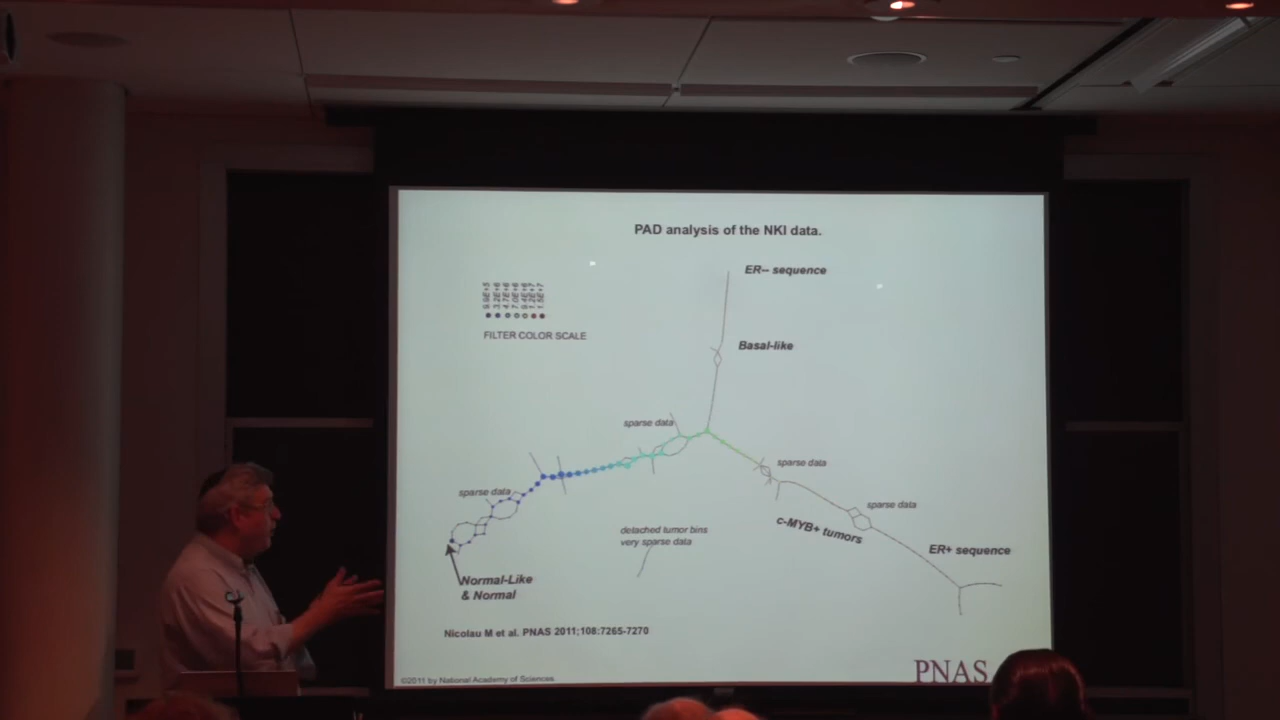 PAD analysis of the NKI data.
ER-- sequence
FILTER COLOR SCALE
Basal-like
sparse data
sparse data
sparse data
sparse data
c-MYB+ tumors
detached tumor bins
very sparse data
ER+ sequence
Normal-Like
& Normal
Nicolau M et al. PNAS 2011;108:7265-7270
©2011 by National Academy of Sciences
PNAS